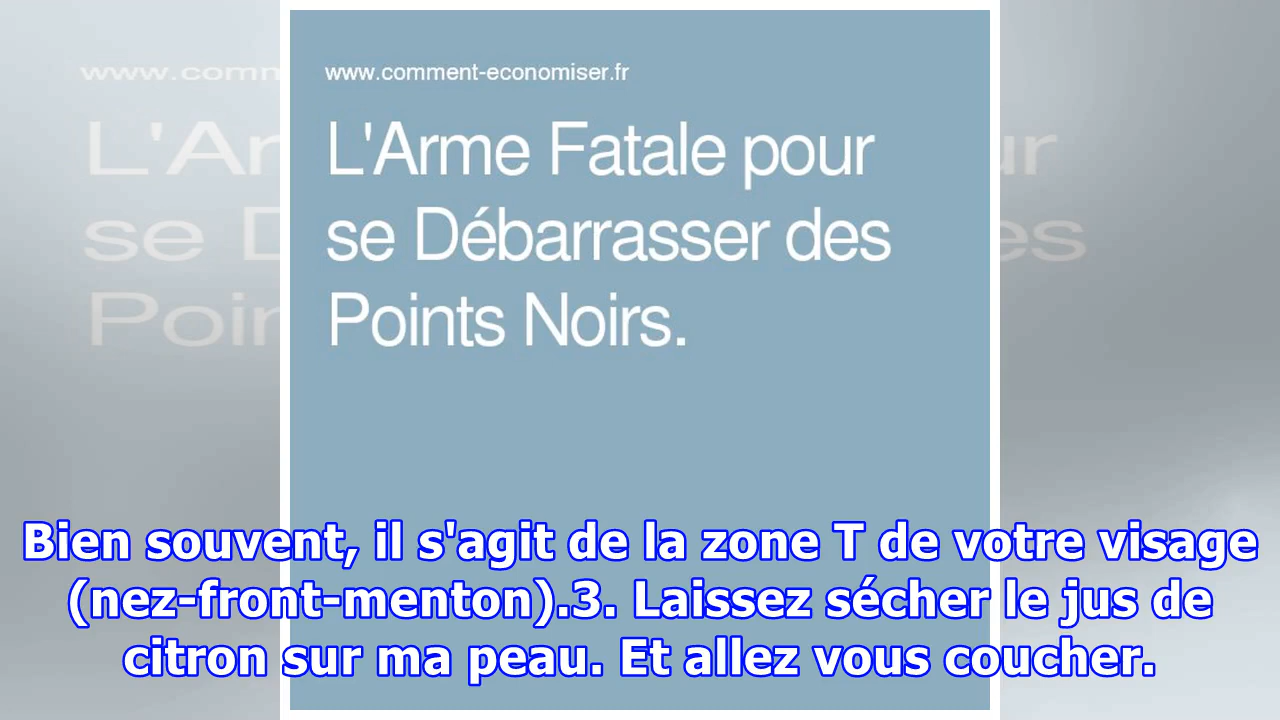 www.comment-economiser.fr
L'Arme Fatale pour
se Débarrasser des
Points Noirs.
Bien souvent, il s'agit de la zone T de votre visage
(nez-front-menton).3. Laissez sécher le jus de
citron sur ma peau. Et allez vous coucher.